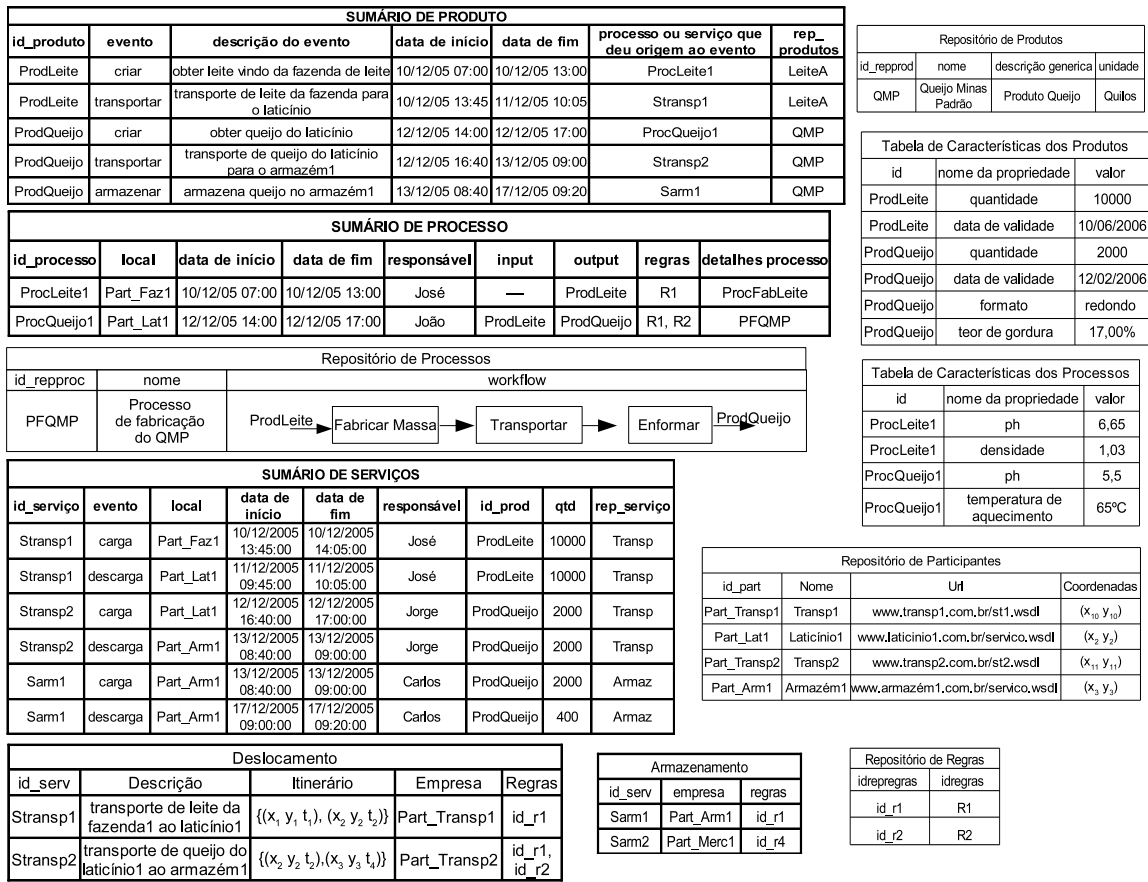 SUMÁRIO DE PRODUTO
id_produto evento descrição do evento data de início data de fim processo ou serviço que deu origem ao evento rep_ produtos
ProdLeite criar obter leite vindo da fazenda de leite 10/12/05 07:00 10/12/05 13:00 ProcLeite1 LeiteA
ProdLeite transportar transporte de leite da fazenda para o laticínio 10/12/05 13:45 11/12/05 10:05 Stransp1 LeiteA
ProdQueijo criar obter queijo do laticínio 12/12/05 14:00 12/12/05 17:00 ProcQueijo1 QMP
ProdQueijo transportar transporte de queijo do laticínio para o armazém1 12/12/05 16:40 13/12/05 09:00 Stransp2 QMP
ProdQueijo armazenar armazena queijo no armazém1 13/12/05 08:40 17/12/05 09:20 Sarm1 QMP
Repositório de Produtos
id_repprod nome descrição generica unidade
QMP Queijo Minas Padrão Produto Queijo Quilos
Tabela de Características dos Produtos
id nome da propriedade valor
ProdLeite quantidade 10000
ProdLeite data de validade 10/06/2006
ProdQueijo quantidade 2000
ProdQueijo data de validade 12/02/2006
ProdQueijo formato redondo
ProdQueijo teor de gordura 17,00%
SUMÁRIO DE PROCESSO
id_processo local data de início data de fim responsável input output regras detalhes processo
ProcLeite1 Part_Faz1 10/12/05 07:00 10/12/05 13:00 José — ProdLeite R1 ProcFabLeite
ProcQueijo1 Part_Lat1 12/12/05 14:00 12/12/05 17:00 João ProdLeite ProdQueijo R1, R2 PFQMP
Repositório de Processos
id_repproc nome workflow
PFQMP Processo de fabricação do QMP ProdLeite Fabricar Massa Transportar Enformar ProdQueijo
Tabela de Características dos Processos
id nome da propriedade valor
ProcLeite1 ph 6,65
ProcLeite1 densidade 1,03
ProcQueijo1 ph 5,5
ProcQueijo1 temperatura de aquecimento 65ºC
SUMÁRIO DE SERVIÇOS
id_serviço evento local data de início data de fim responsável id_prod qtd rep_serviço
Stransp1 carga Part_Faz1 10/12/2005 13:45:00 10/12/2005 14:05:00 José ProdLeite 10000 Transp
Stransp1 descarga Part_Lat1 11/12/2005 09:45:00 11/12/2005 10:05:00 José ProdLeite 10000 Transp
Stransp2 carga Part_Lat1 12/12/2005 16:40:00 12/12/2005 17:00:00 Jorge ProdQueijo 2000 Transp
Stransp2 descarga Part_Arm1 13/12/2005 08:40:00 13/12/2005 09:00:00 Jorge ProdQueijo 2000 Transp
Sarm1 carga Part_Arm1 13/12/2005 08:40:00 13/12/2005 09:00:00 Carlos ProdQueijo 2000 Armaz
Sarm1 descarga Part_Arm1 17/12/2005 09:00:00 17/12/2005 09:20:00 Carlos ProdQueijo 400 Armaz
Repositório de Participantes
id_part Nome Url Coordenadas
Part_Transp1 Transp1 www.transp1.com.br/st1.wsdl (x10 y10)
Part_Lat1 Laticínio1 www.laticinio1.com.br/servico.wsdl (x2 y2)
Part_Transp2 Transp2 www.transp2.com.br/st2.wsdl (x11 y11)
Part_Arm1 Armazém1 www.armazém1.com.br/servico.wsdl (x3 y3)
Deslocamento
id_serv Descrição Itinerário Empresa Regras
Stransp1 transporte de leite da fazenda1 ao laticínio1 {(x1 y1 t1), (x2 y2 t2)} Part_Transp1 id_r1
Stransp2 transporte de queijo do laticínio1 ao armazém1 {(x2 y2 t2),(x3 y3 t4)} Part_Transp2 id_r1, id_r2
Armazenamento
id_serv empresa regras
Sarm1 Part_Arm1 id_r1
Sarm2 Part_Merc1 id_r4
Repositório de Regras
idrepregras idregras
id_r1 R1
id_r2 R2